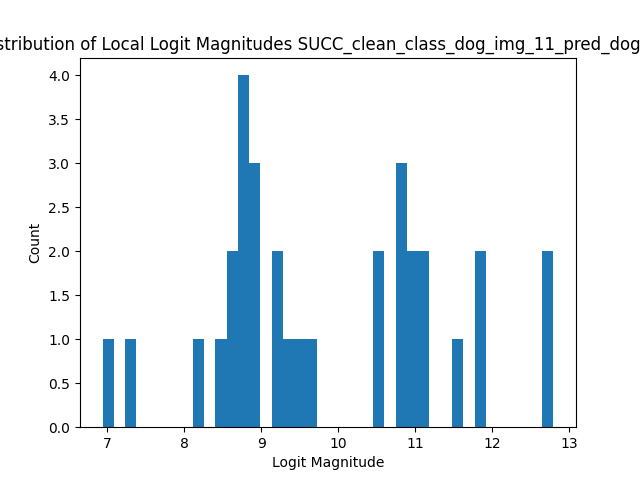 stribution of Local Logit Magnitudes SUCC_clean_class_dog_img_11_pred_dog
4.0
3.5
3.0
2.5
2.0
1.5
1.0
0.5
0.0
Count
7 8 9 10 11 12 13
Logit Magnitude